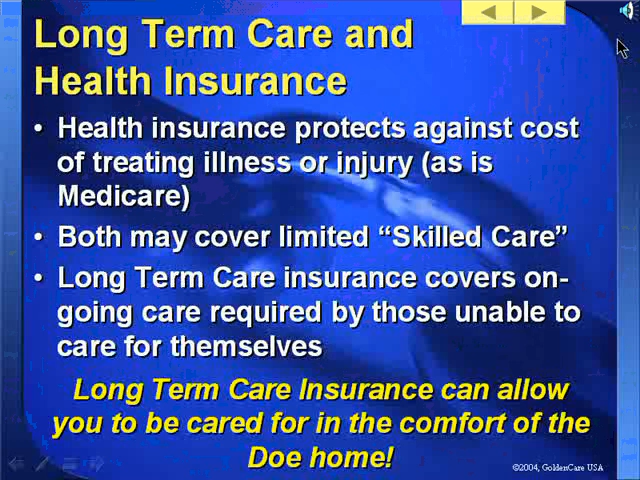 Long Term Care and
Health Insurance
• Health insurance protects against cost
of treating illness or injury (as is
Medicare)
• Both may cover limited “Skilled Care”
• Long Term Care insurance covers on-
going care required by those unable to
care for themselves
Long Term Care Insurance can allow
you to be cared for in the comfort of the
Doe home!
©2004, GoldenCare USA